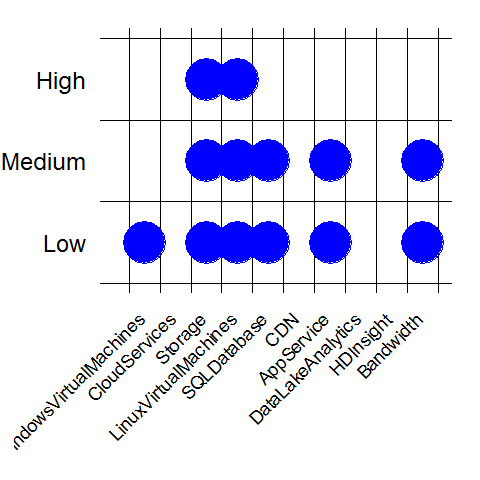 High
Medium
Low
ndowsVirtualMachines
CloudServices
Storage
LinuxVirtualMachines
SQLDatabase
CDN
AppService
DataLakeAnalytics
HDInsight
Bandwidth